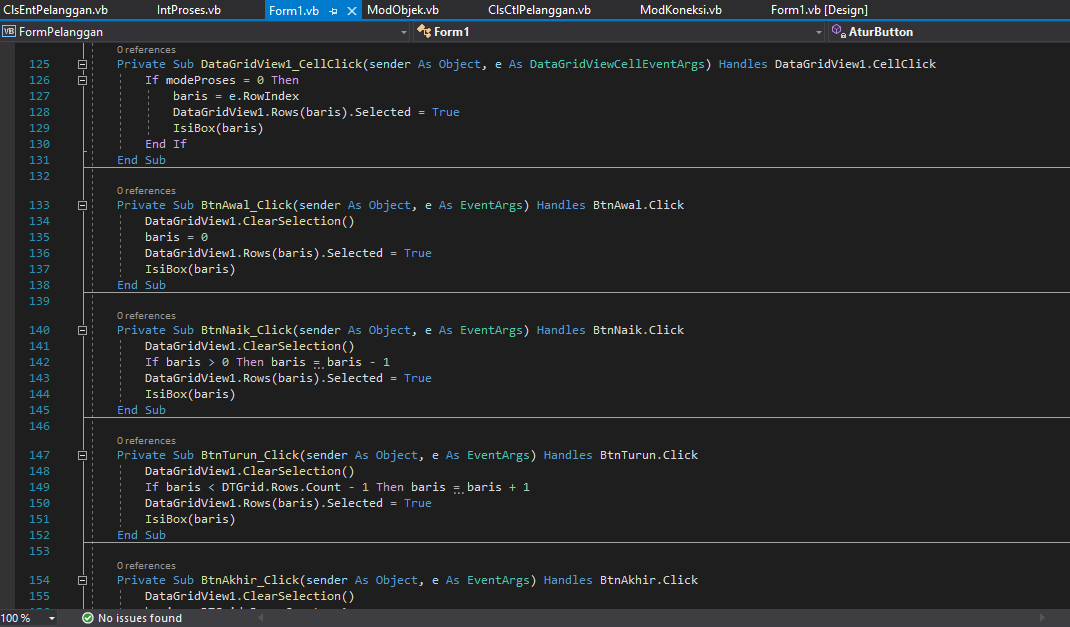 ClsEntPelanggan.vb IntProses.vb Form1.vb ModObjek.vb ClsCtlPelanggan.vb ModKoneksi.vb Form1.vb [Design]
VB FormPelanggan Form1 AturButton
0 references
125 Private Sub DataGridView1_CellClick(sender As Object, e As DataGridViewCellEventArgs) Handles DataGridView1.CellClick
126 If modeProses = 0 Then
127 baris = e.RowIndex
128 DataGridView1.Rows(baris).Selected = True
129 IsiBox(baris)
130 End If
131 End Sub
132
0 references
133 Private Sub BtnAwal_Click(sender As Object, e As EventArgs) Handles BtnAwal.Click
134 DataGridView1.ClearSelection()
135 baris = 0
136 DataGridView1.Rows(baris).Selected = True
137 IsiBox(baris)
138 End Sub
139
0 references
140 Private Sub BtnNaik_Click(sender As Object, e As EventArgs) Handles BtnNaik.Click
141 DataGridView1.ClearSelection()
142 If baris > 0 Then baris = baris - 1
143 DataGridView1.Rows(baris).Selected = True
144 IsiBox(baris)
145 End Sub
146
0 references
147 Private Sub BtnTurun_Click(sender As Object, e As EventArgs) Handles BtnTurun.Click
148 DataGridView1.ClearSelection()
149 If baris < DTGrid.Rows.Count - 1 Then baris = baris + 1
150 DataGridView1.Rows(baris).Selected = True
151 IsiBox(baris)
152 End Sub
153
0 references
154 Private Sub BtnAkhir_Click(sender As Object, e As EventArgs) Handles BtnAkhir.Click
155 DataGridView1.ClearSelection()
100 % No issues found